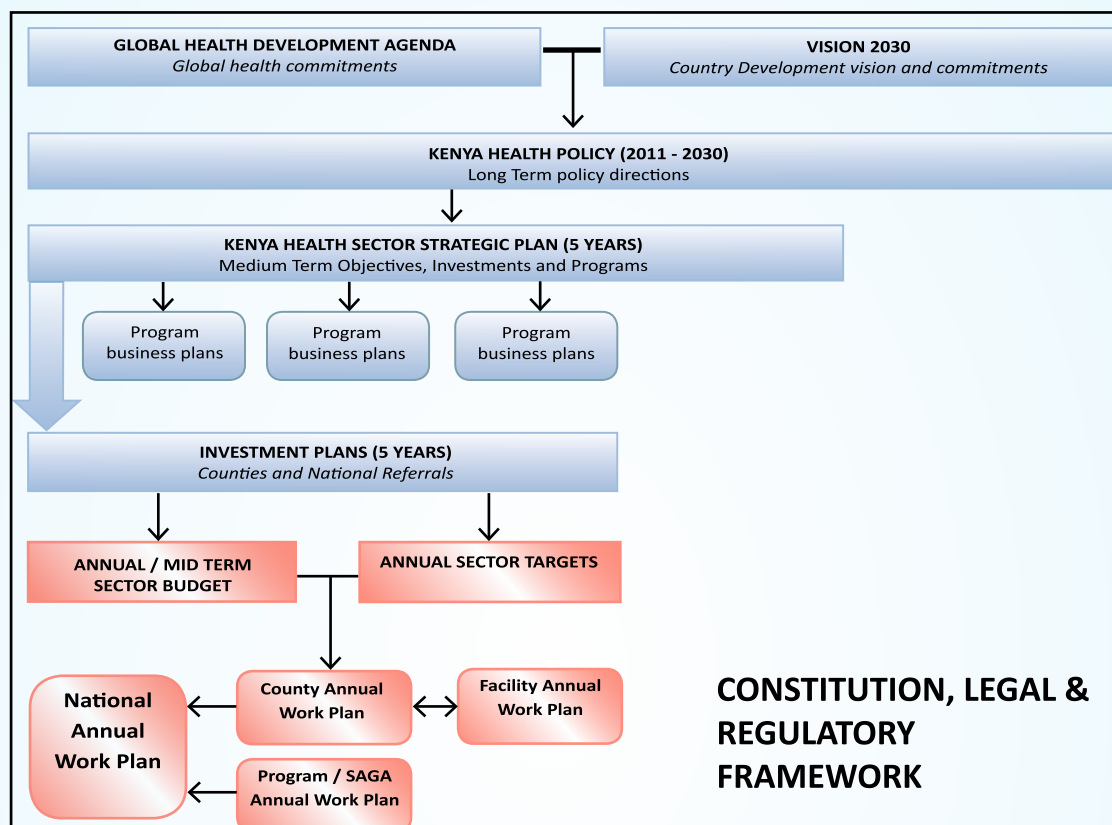 GLOBAL HEALTH DEVELOPMENT AGENDA
Global health commitments
VISION 2030
Country Development vision and commitments
KENYA HEALTH POLICY (2011 - 2030)
Long Term policy directions
KENYA HEALTH SECTOR STRATEGIC PLAN (5 YEARS)
Medium Term Objectives, Investments and Programs
Program
business plans
Program
business plans
Program
business plans
INVESTMENT PLANS (5 YEARS)
Counties and National Referrals
ANNUAL / MID TERM
SECTOR BUDGET
ANNUAL SECTOR TARGETS
National
Annual
Work Plan
County Annual
Work Plan
Facility Annual
Work Plan
Program / SAGA
Annual Work Plan
CONSTITUTION, LEGAL &
REGULATORY
FRAMEWORK